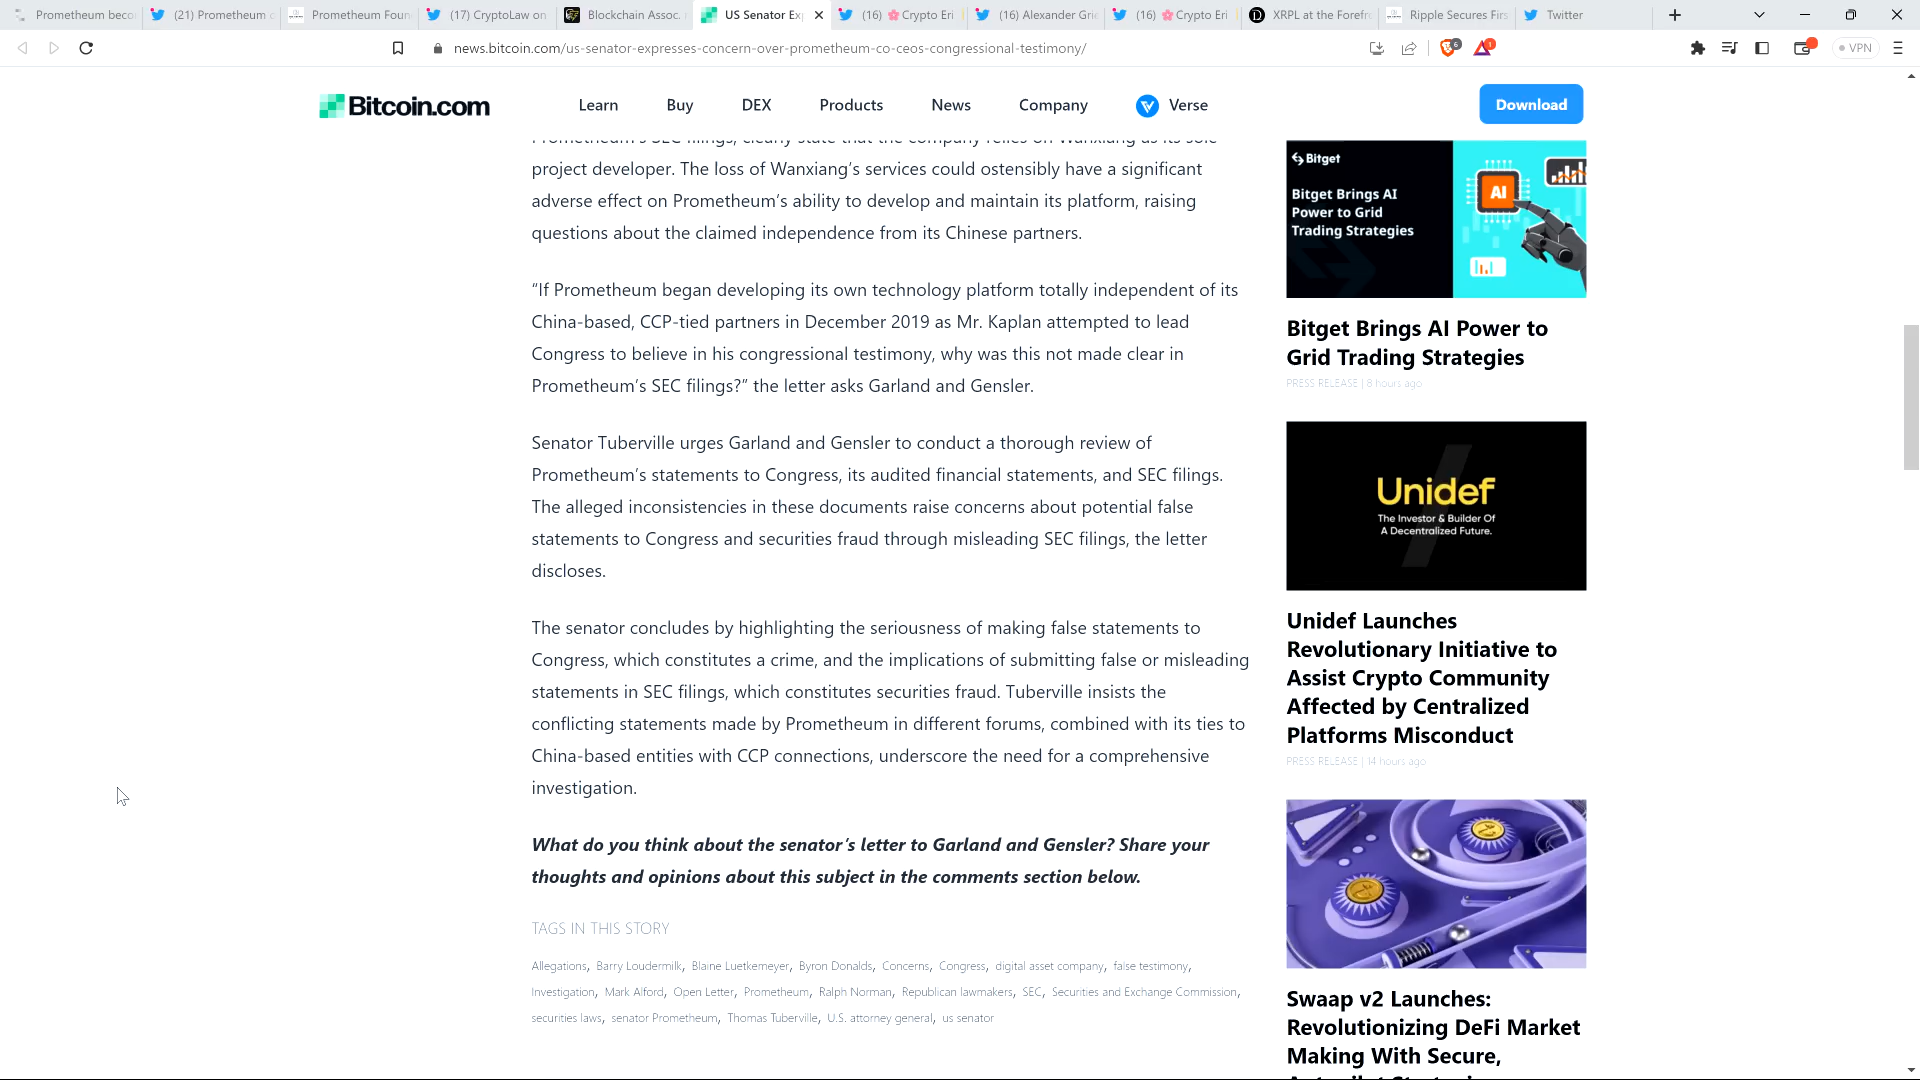 Prometheum beco
(21) Prometheum c
Prometheum Foun
(17) CryptoLaw on
Blockchain Assoc.
US Senator Ex
(16) 🌸 Crypto Eri
(16) Alexander Grie
(16) 🌸 Crypto Eri
XRPL at the Forefr
Ripple Secures Firs
Twitter
news.bitcoin.com/us-senator-expresses-concern-over-prometheum-co-ceos-congressional-testimony/
6
1
VPN
Bitcoin.com
Learn
Buy
DEX
Products
News
Company
Verse
Download
Prometheum's SEC filings, clearly state that the company relies on Wanxiang as its sole
project developer. The loss of Wanxiang's services could ostensibly have a significant
adverse effect on Prometheum's ability to develop and maintain its platform, raising
questions about the claimed independence from its Chinese partners.
"If Prometheum began developing its own technology platform totally independent of its
China-based, CCP-tied partners in December 2019 as Mr. Kaplan attempted to lead
Congress to believe in his congressional testimony, why was this not made clear in
Prometheum's SEC filings?" the letter asks Garland and Gensler.
Senator Tuberville urges Garland and Gensler to conduct a thorough review of
Prometheum's statements to Congress, its audited financial statements, and SEC filings.
The alleged inconsistencies in these documents raise concerns about potential false
statements to Congress and securities fraud through misleading SEC filings, the letter
discloses.
The senator concludes by highlighting the seriousness of making false statements to
Congress, which constitutes a crime, and the implications of submitting false or misleading
statements in SEC filings, which constitutes securities fraud. Tuberville insists the
conflicting statements made by Prometheum in different forums, combined with its ties to
China-based entities with CCP connections, underscore the need for a comprehensive
investigation.
What do you think about the senator's letter to Garland and Gensler? Share your
thoughts and opinions about this subject in the comments section below.
TAGS IN THIS STORY
Allegations, Barry Loudermilk, Blaine Luetkemeyer, Byron Donalds, Concerns, Congress, digital asset company, false testimony,
Investigation, Mark Alford, Open Letter, Prometheum, Ralph Norman, Republican lawmakers, SEC, Securities and Exchange Commission,
securities laws, senator Prometheum, Thomas Tuberville, U.S. attorney general, us senator
Bitget
Bitget Brings AI
Power to Grid
Trading Strategies
AI
Bitget Brings AI Power to
Grid Trading Strategies
PRESS RELEASE | 8 hours ago
Unidef
The Investor & Builder Of
A Decentralized Future.
Unidef Launches
Revolutionary Initiative to
Assist Crypto Community
Affected by Centralized
Platforms Misconduct
PRESS RELEASE | 14 hours ago
Swaap v2 Launches:
Revolutionizing DeFi Market
Making With Secure,